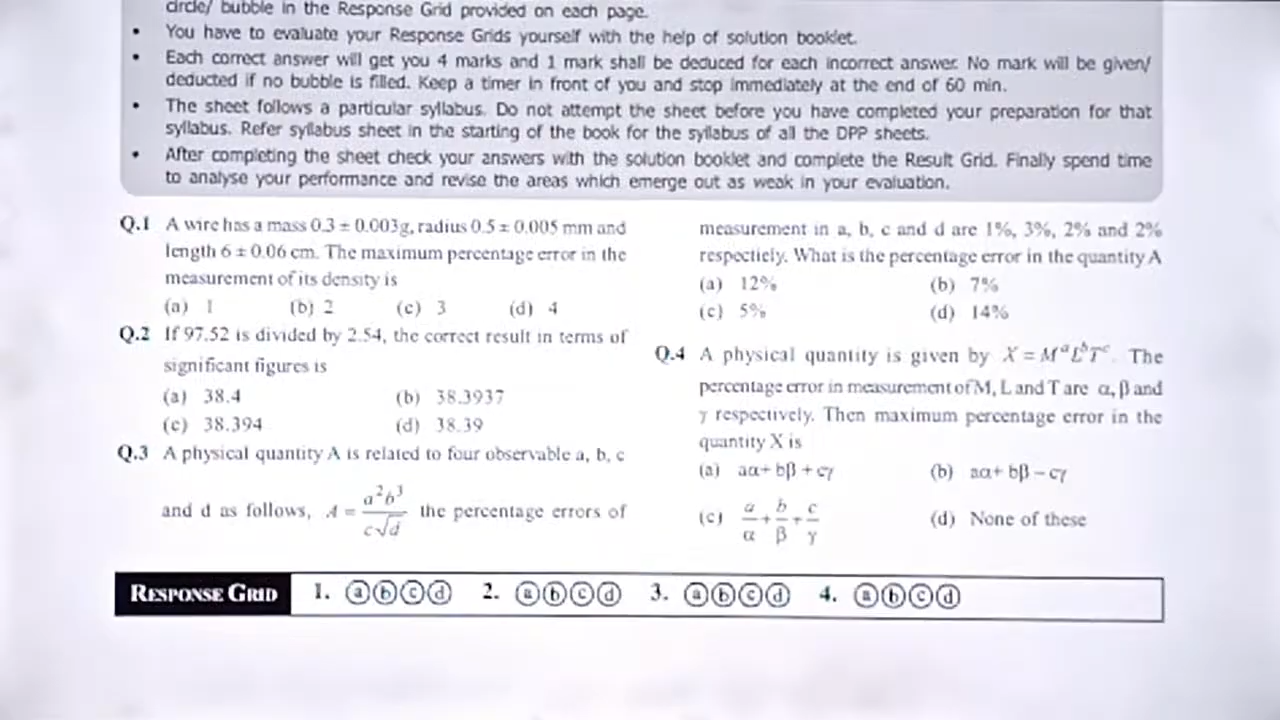 circle/ bubble in the Response Grid provided on each page.
• You have to evaluate your Response Grids yourself with the help of solution booklet.
• Each correct answer will get you 4 marks and 1 mark shall be deduced for each incorrect answer. No mark will be given/
deducted if no bubble is filled. Keep a timer in front of you and stop immediately at the end of 60 min.
• The sheet follows a particular syllabus. Do not attempt the sheet before you have completed your preparation for that
syllabus. Refer syllabus sheet in the starting of the book for the syllabus of all the DPP sheets.
• After completing the sheet check your answers with the solution booklet and complete the Result Grid. Finally spend time
to analyse your performance and revise the areas which emerge out as weak in your evaluation.
Q.1 A wire has a mass 0.3 ± 0.003g, radius 0.5 ± 0.005 mm and
length 6 ± 0.06 cm. The maximum percentage error in the
measurement of its density is
(a) 1 (b) 2 (c) 3 (d) 4
Q.2 If 97.52 is divided by 2.54, the correct result in terms of
significant figures is
(a) 38.4 (b) 38.3937
(c) 38.394 (d) 38.39
Q.3 A physical quantity A is related to four observable a, b, c
and d as follows, A = a²b³/c√d the percentage errors of
measurement in a, b, c and d are 1%, 3%, 2% and 2%
respectiely. What is the percentage error in the quantity A
(a) 12% (b) 7%
(c) 5% (d) 14%
Q.4 A physical quantity is given by X = MᵃLᵇTᶜ. The
percentage error in measurement of M, L and T are α, β and
γ respectively. Then maximum percentage error in the
quantity X is
(a) aα + bβ + cγ (b) aα + bβ – cγ
(c) a/α + b/β + c/γ (d) None of these
RESPONSE GRID 1. ⓐⓑⓒⓓ 2. ⓐⓑⓒⓓ 3. ⓐⓑⓒⓓ 4. ⓐⓑⓒⓓ